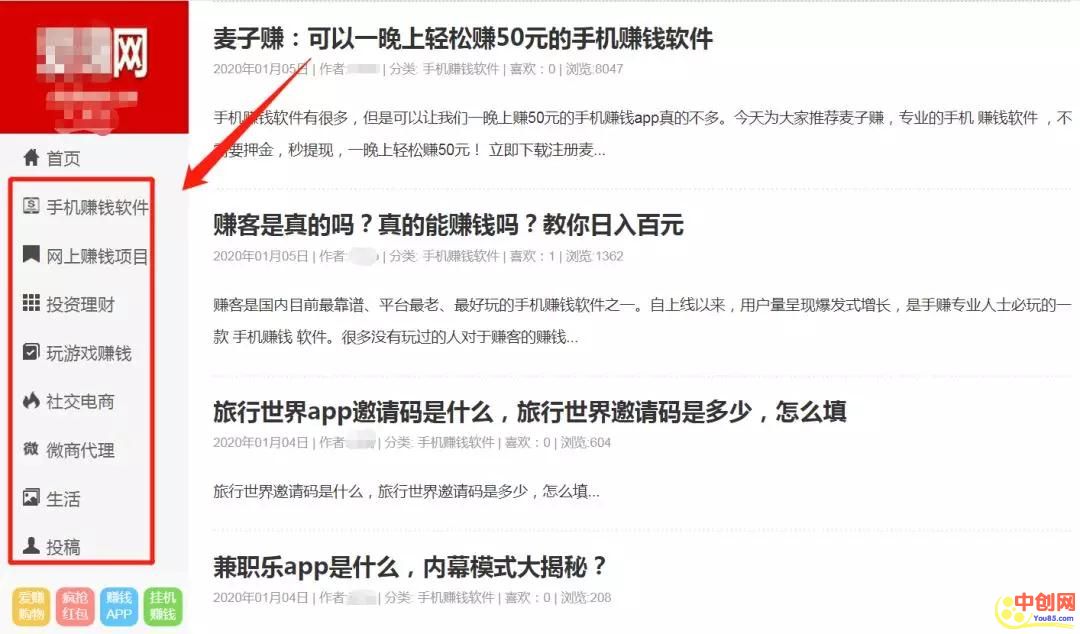 网
首页
手机赚钱软件
网上赚钱项目
投资理财
玩游戏赚钱
社交电商
微 微商代理
生活
投稿
爱赚
购物
疯抢
红包
赚钱
APP
挂机
赚钱
麦子赚：可以一晚上轻松赚50元的手机赚钱软件
2020年01月05日 | 作者: | 分类: 手机赚钱软件 | 喜欢：0 | 浏览:8047
手机赚钱软件有很多，但是可以让我们一晚上赚50元的手机赚钱app真的不多。今天为大家推荐麦子赚，专业的手机 赚钱软件 ，不
需要押金，秒提现，一晚上轻松赚50元！ 立即下载注册麦...
赚客是真的吗？真的能赚钱吗？教你日入百元
2020年01月05日 | 作者: | 分类: 手机赚钱软件 | 喜欢：1 | 浏览:1362
赚客是国内目前最靠谱、平台最老、最好玩的手机赚钱软件之一。自上线以来，用户量呈现爆发式增长，是手赚专业人士必玩的一
款 手机赚钱 软件。很多没有玩过的人对于赚客的赚钱...
旅行世界app邀请码是什么，旅行世界邀请码是多少，怎么填
2020年01月04日 | 作者: | 分类: 手机赚钱软件 | 喜欢：0 | 浏览:604
旅行世界邀请码是什么，旅行世界邀请码是多少，怎么填...
兼职乐app是什么，内幕模式大揭秘？
2020年01月04日 | 作者: | 分类: 手机赚钱软件 | 喜欢：0 | 浏览:208
中创网
You85.com